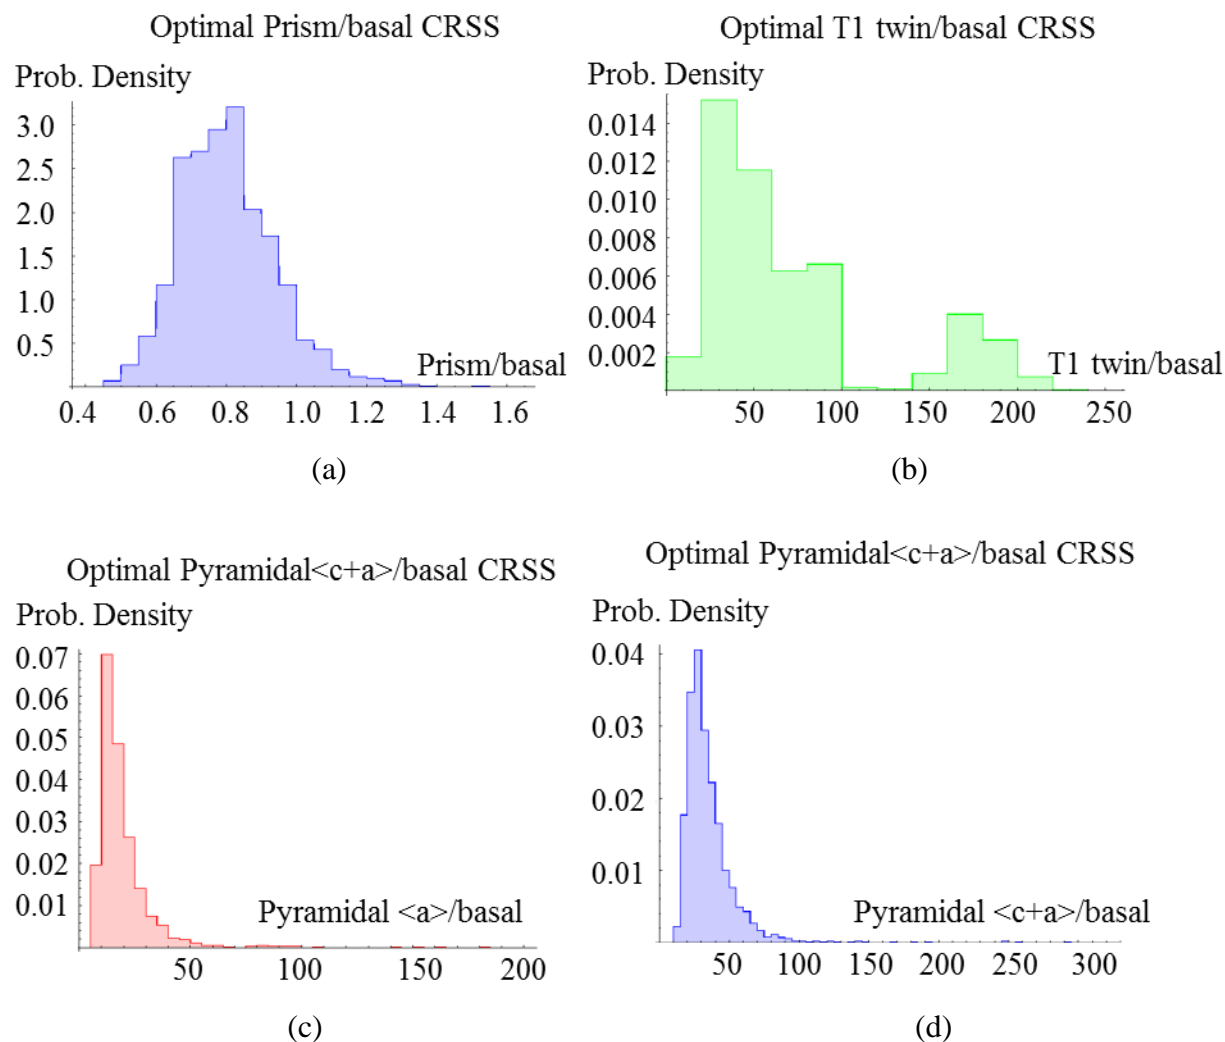 Optimal Prism/basal CRSS
Prob. Density
3.0
2.5
2.0
1.5
1.0
0.5
Prism/basal
0.4 0.6 0.8 1.0 1.2 1.4 1.6
(a)
Optimal T1 twin/basal CRSS
Prob. Density
0.014
0.012
0.010
0.008
0.006
0.004
0.002
T1 twin/basal
50 100 150 200 250
(b)
Optimal Pyramidal<c+a>/basal CRSS
Prob. Density
0.07
0.06
0.05
0.04
0.03
0.02
0.01
Pyramidal <a>/basal
50 100 150 200
(c)
Optimal Pyramidal<c+a>/basal CRSS
Prob. Density
0.04
0.03
0.02
0.01
Pyramidal <c+a>/basal
50 100 150 200 250 300
(d)